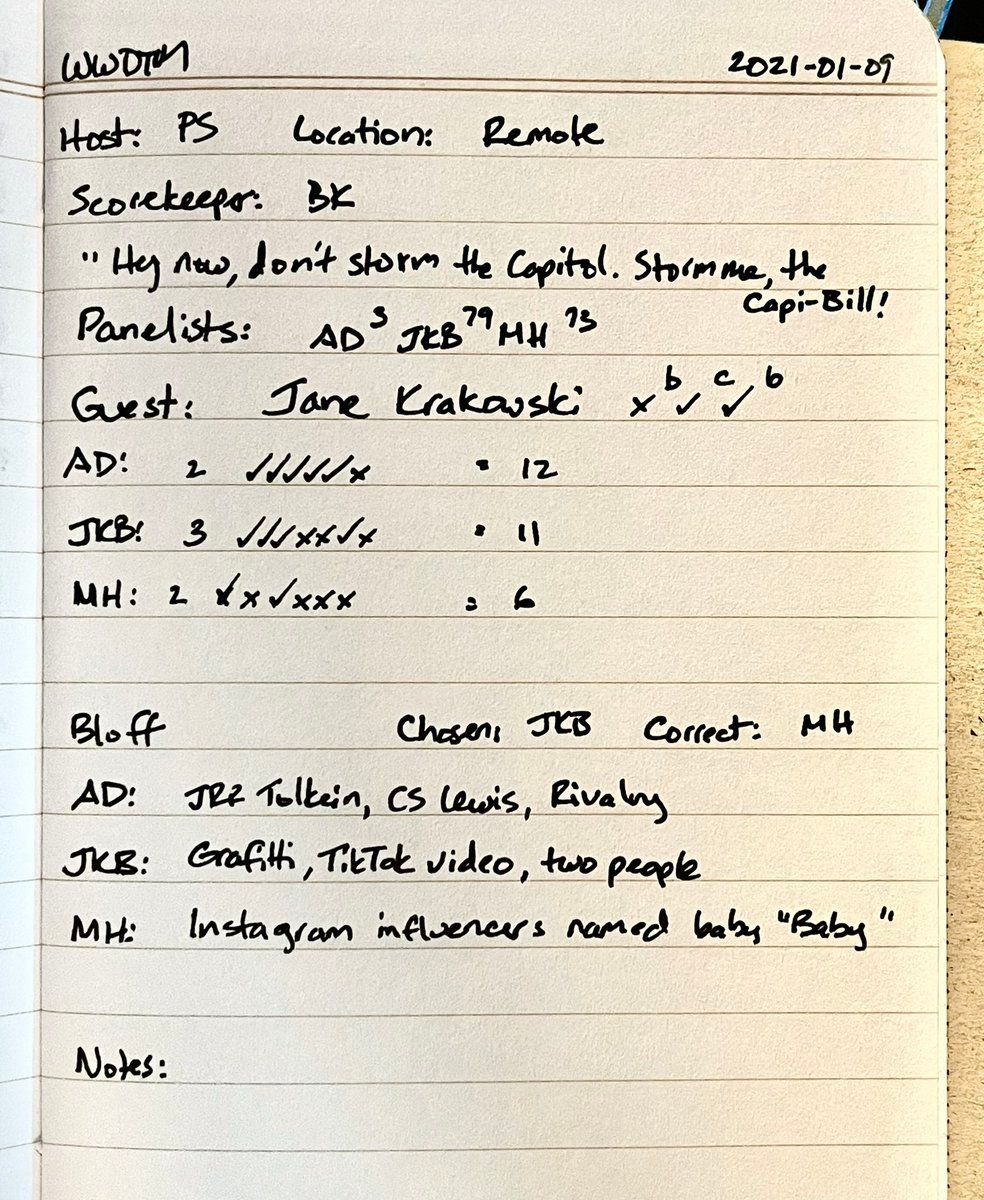 WWDTM 2021-01-09
Host: PS Location: Remote
Scorekeeper: BK
"Hey now, don't storm the Capitol. Storm me, the
Capi-Bill!
Panelists: AD 3 JKB 79 MH 73
Guest: Jane Krakowski x b ✓ c ✓ b
AD: 2 ✓✓✓✓✓x = 12
JKB: 3 ✓✓✓xx✓x = 11
MH: 2 ✓x✓xxx = 6
Bluff Chosen: JKB Correct: MH
AD: JRR Tolkein, CS Lewis, Rivalry
JKB: Grafitti, TikTok video, two people
MH: Instagram influencers named baby "Baby"
Notes: